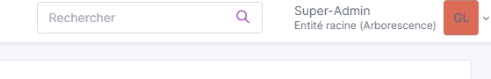 Rechercher
Super-Admin
Entité racine (Arborescence)
GL